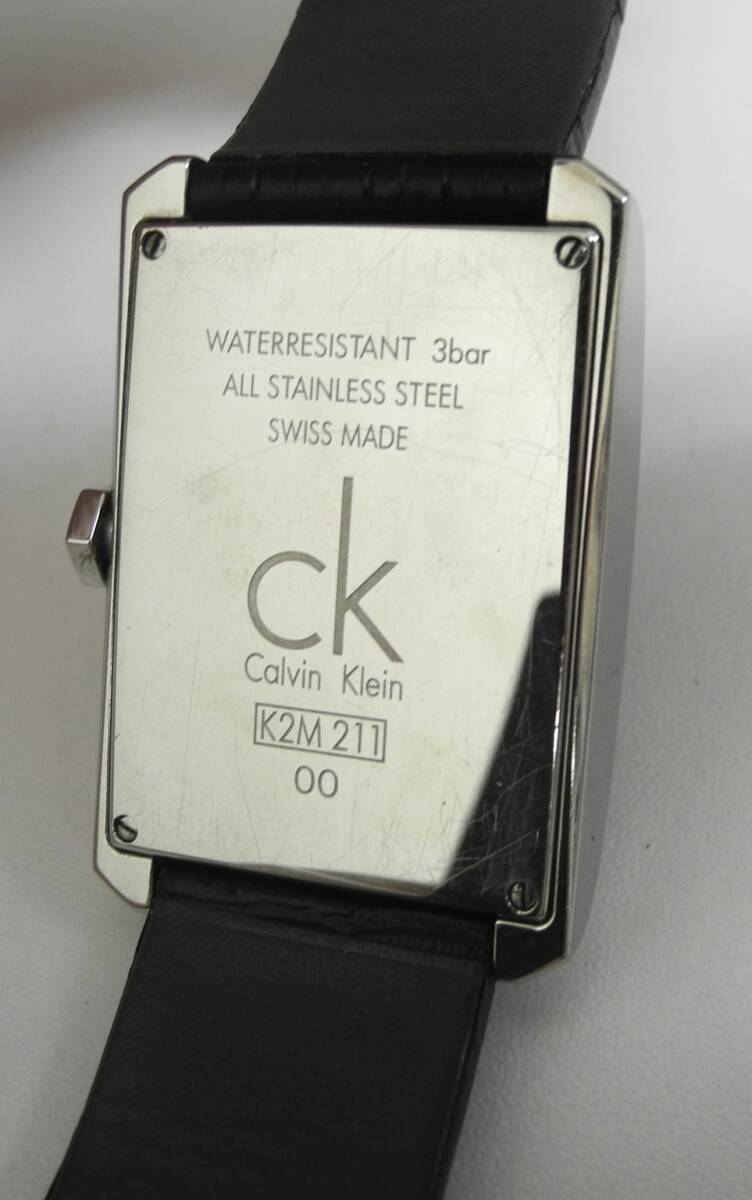 WATERRESISTANT 3bar
ALL STAINLESS STEEL
SWISS MADE
ck
Calvin Klein
K2M 211
00